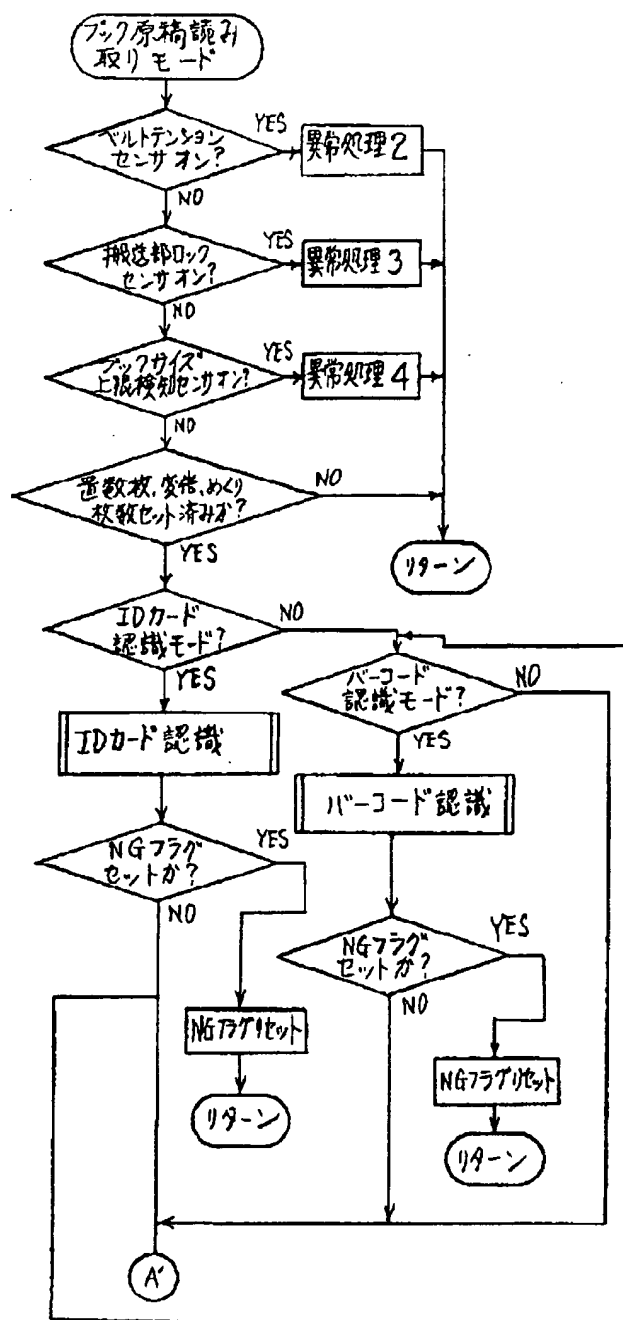 ブック原稿読み
取りモード
ベルトテンション
センサオン?
YES
異常処理2
NO
搬送部ロック
センサオン?
YES
異常処理3
NO
ブックサイズ
上限検知センサオン?
YES
異常処理4
NO
置数枚,変倍,めくり
枚数セット済みか?
NO
YES
リターン
IDカード
認識モード?
NO
YES
バーコード
認識モード?
NO
YES
IDカード認識
バーコード認識
NGフラグ
セットか?
YES
NO
NGフラグ
セットか?
YES
NO
NGフラグリセット
リターン
NGフラグリセット
リターン
A'